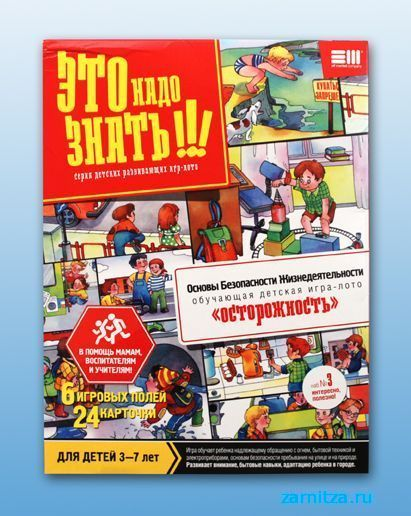 ЭТО НАДО
ЗНАТЬ!!!
серия детских развивающих игр-лото
КУПАТЬСЯ
ЗАПРЕЩЕНО
Основы Безопасности Жизнедеятельности
обучающая детская игра-лото
«осторожность»
В ПОМОЩЬ МАМАМ,
ВОСПИТАТЕЛЯМ
И УЧИТЕЛЯМ!
6 ИГРОВЫХ ПОЛЕЙ
24 КАРТОЧКИ
№3
интересно,
полезно!
ДЛЯ ДЕТЕЙ 3–7 лет
Игра обучает ребенка надлежащему обращению с огнем, бытовой техникой и
электроприборами, основам безопасности пребывания на улице и на природе.
Развивает внимание, бытовые навыки, адаптацию ребенка в городе.
zarnitza.ru